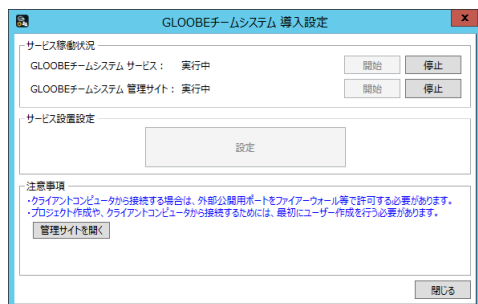 GLOOBEチームシステム 導入設定
x
サービス稼働状況
GLOOBEチームシステム サービス： 実行中 開始 停止
GLOOBEチームシステム 管理サイト： 実行中 開始 停止
サービス設置設定
設定
注意事項
・クライアントコンピュータから接続する場合は、外部公開用ポートをファイアーウォール等で許可する必要があります。
・プロジェクト作成や、クライアントコンピュータから接続するためには、最初にユーザー作成を行う必要があります。
管理サイトを開く
閉じる